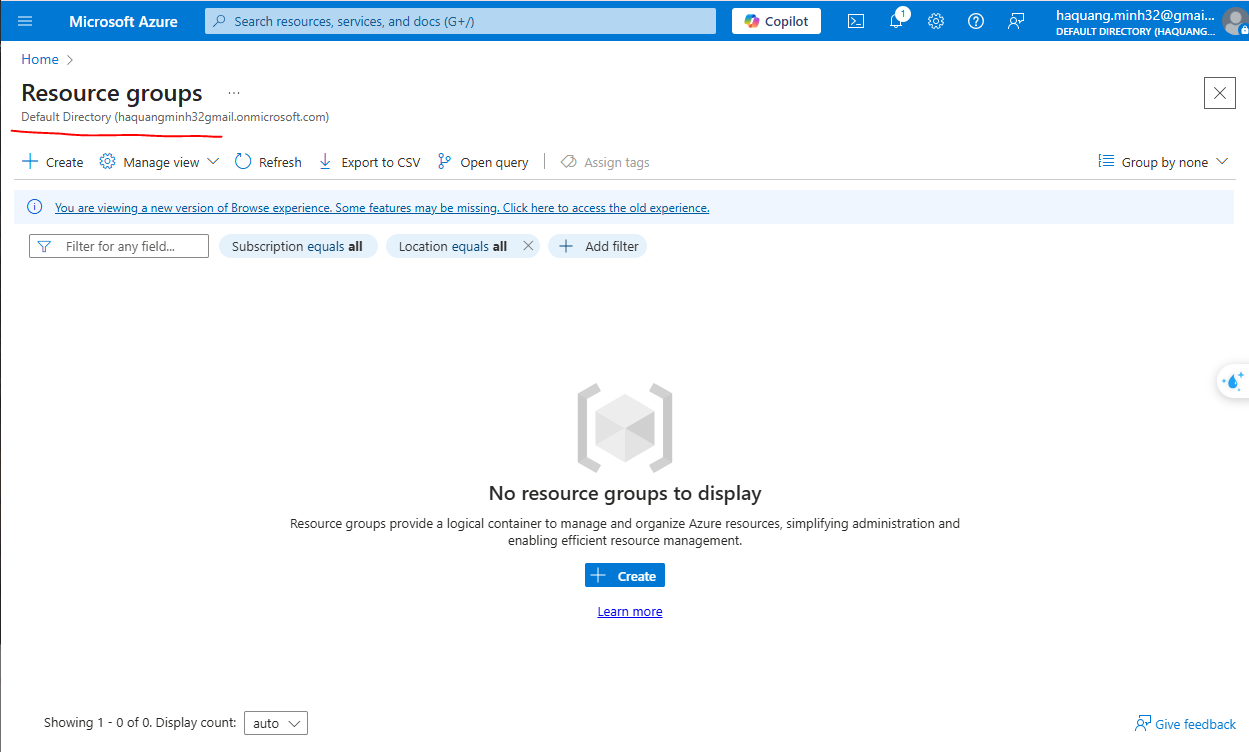 Microsoft Azure
Search resources, services, and docs (G+/)
Copilot
1
haquang.minh32@gmai...
DEFAULT DIRECTORY (HAQUANG...
Home
Resource groups ...
Default Directory (haquangminh32gmail.onmicrosoft.com)
Create Manage view Refresh Export to CSV Open query Assign tags Group by none
You are viewing a new version of Browse experience. Some features may be missing. Click here to access the old experience.
Filter for any field... Subscription equals all Location equals all Add filter
No resource groups to display
Resource groups provide a logical container to manage and organize Azure resources, simplifying administration and
enabling efficient resource management.
Create
Learn more
Showing 1 - 0 of 0. Display count: auto
Give feedback